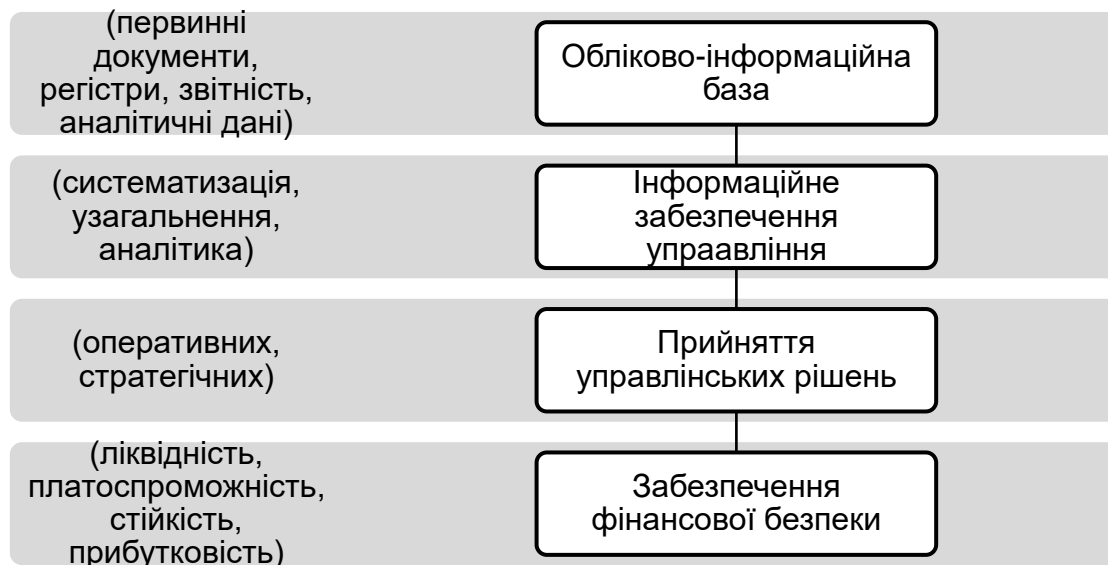 (первинні
документи,
регістри, звітність,
аналітичні дані)
Обліково-інформаційна
база
(систематизація,
узагальнення,
аналітика)
Інформаційне
забезпечення
упраавління
(оперативних,
стратегічних)
Прийняття
управлінських рішень
(ліквідність,
платоспроможність,
стійкість,
прибутковість)
Забезпечення
фінансової безпеки